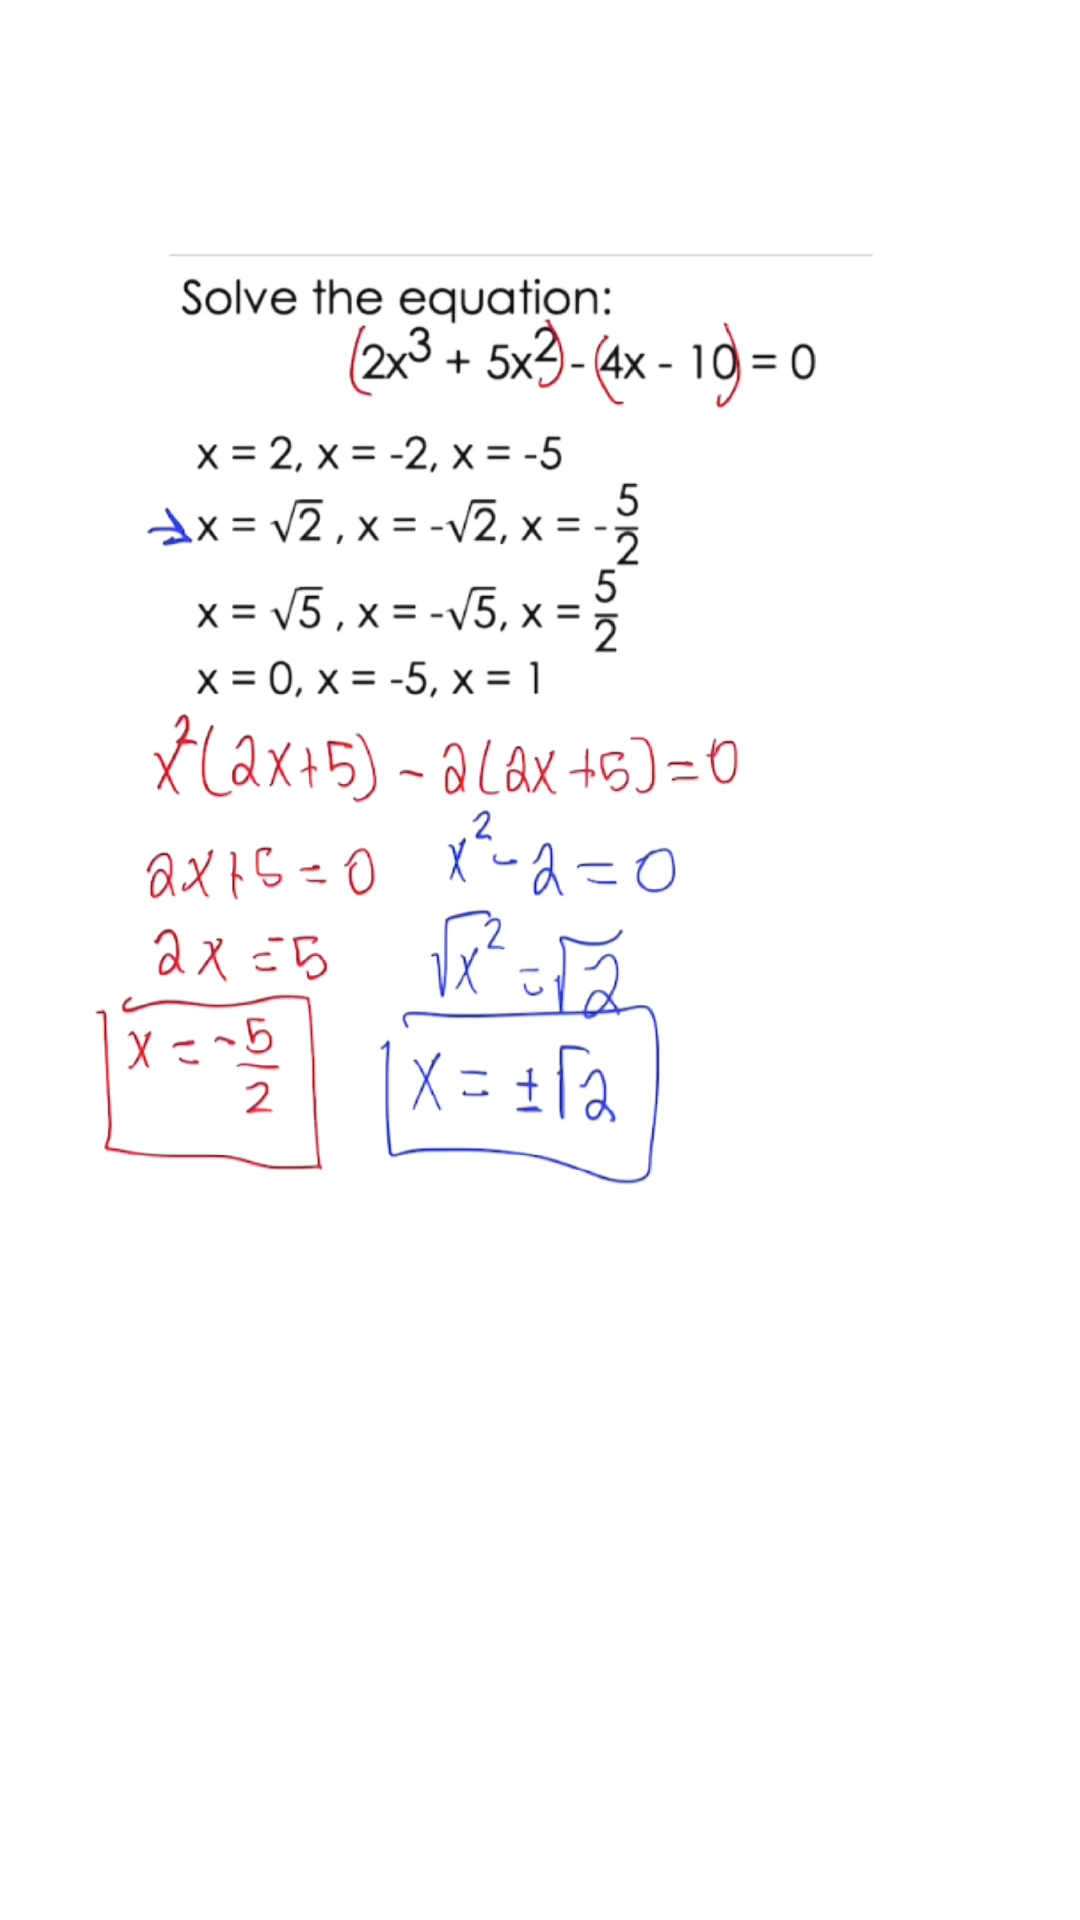 Solve the equation:
(2x³ + 5x²) - (4x - 10) = 0
x = 2, x = -2, x = -5
→ x = √2 , x = -√2, x = -5/2
x = √5 , x = -√5, x = 5/2
x = 0, x = -5, x = 1
x²(2x+5) - 2(2x+5)=0
2x+5=0 x²-2=0
2x=-5 √x²=√2
x=-5/2 x=±√2